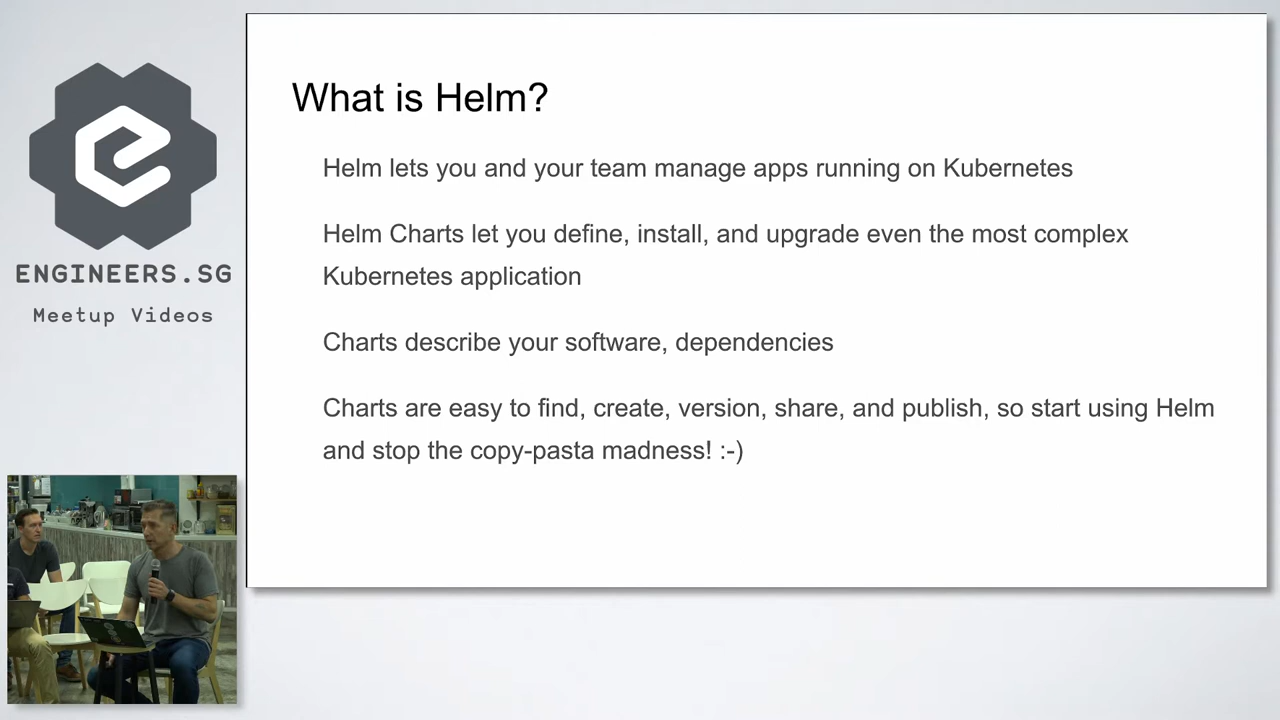 ENGINEERS.SG
Meetup Videos
What is Helm?
Helm lets you and your team manage apps running on Kubernetes
Helm Charts let you define, install, and upgrade even the most complex
Kubernetes application
Charts describe your software, dependencies
Charts are easy to find, create, version, share, and publish, so start using Helm
and stop the copy-pasta madness! :-)